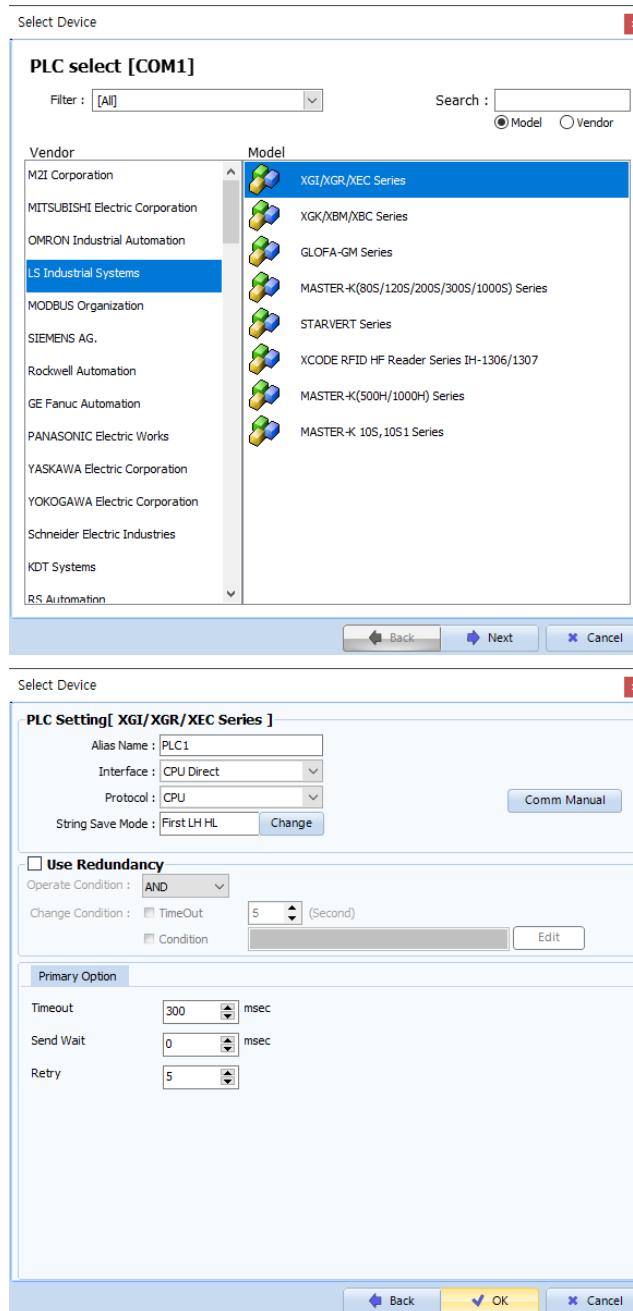 Select Device
PLC select [COM1]
Filter : [All]
Search :
Model Vendor
Vendor
M2I Corporation
MITSUBISHI Electric Corporation
OMRON Industrial Automation
LS Industrial Systems
MODBUS Organization
SIEMENS AG.
Rockwell Automation
GE Fanuc Automation
PANASONIC Electric Works
YASKAWA Electric Corporation
YOKOGAWA Electric Corporation
Schneider Electric Industries
KDT Systems
RS Automation
Model
XGI/XGR/XEC Series
XGK/XBM/XBC Series
GLOFA-GM Series
MASTER-K(80S/120S/200S/300S/1000S) Series
STARVERT Series
XCODE RFID HF Reader Series IH-1306/1307
MASTER-K(500H/1000H) Series
MASTER-K 10S,10S1 Series
Back Next Cancel
Select Device
PLC Setting[ XGI/XGR/XEC Series ]
Alias Name : PLC1
Interface : CPU Direct
Protocol : CPU
Comm Manual
String Save Mode : First LH HL Change
Use Redundancy
Operate Condition : AND
Change Condition : TimeOut 5 (Second)
Condition Edit
Primary Option
Timeout 300 msec
Send Wait 0 msec
Retry 5
Back OK Cancel